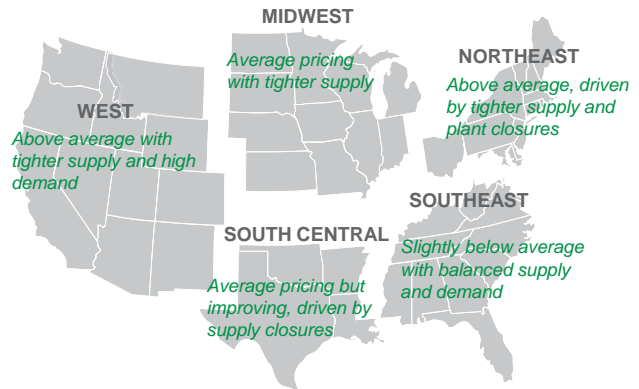 MIDWEST
Average pricing
with tighter supply
NORTHEAST
Above average, driven
by tighter supply and
plant closures
WEST
Above average with
tighter supply and high
demand
SOUTHEAST
Slightly below average
with balanced supply
and demand
SOUTH CENTRAL
Average pricing but
improving, driven by
supply closures